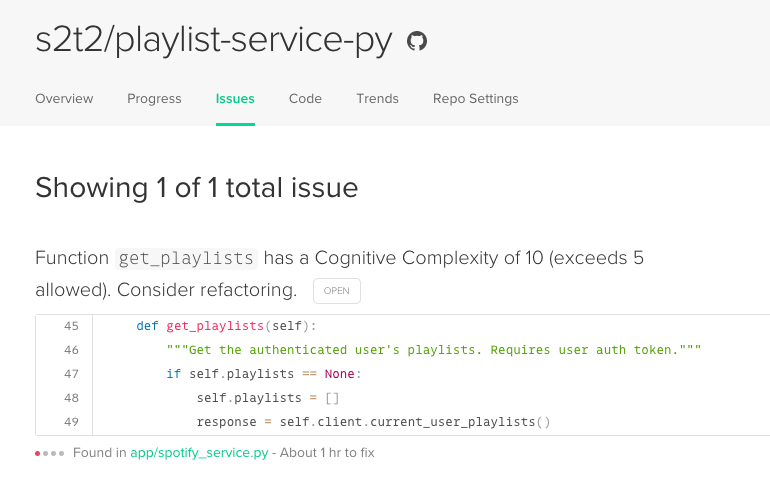 s2t2/playlist-service-py
Overview Progress Issues Code Trends Repo Settings
Showing 1 of 1 total issue
Function get_playlists has a Cognitive Complexity of 10 (exceeds 5
allowed). Consider refactoring. OPEN
45 def get_playlists(self):
46 """Get the authenticated user's playlists. Requires user auth token."""
47 if self.playlists == None:
48 self.playlists = []
49 response = self.client.current_user_playlists()
Found in app/spotify_service.py - About 1 hr to fix